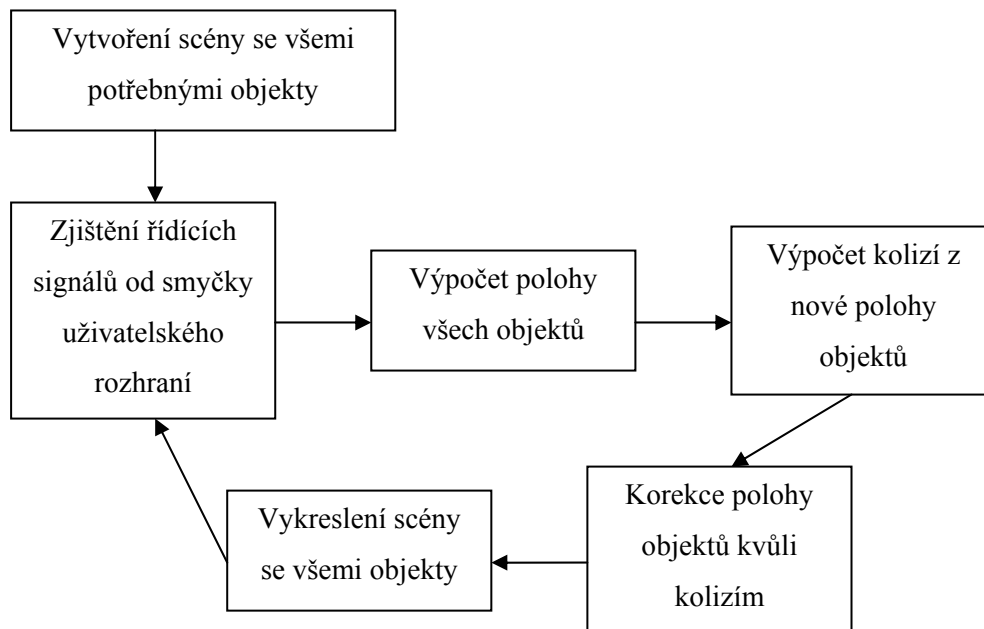 Vytvoření scény se všemi
potřebnými objekty
Zjištění řídících
signálů od smyčky
uživatelského
rozhraní
Výpočet polohy
všech objektů
Výpočet kolizí z
nové polohy
objektů
Korekce polohy
objektů kvůli
kolizím
Vykreslení scény
se všemi objekty